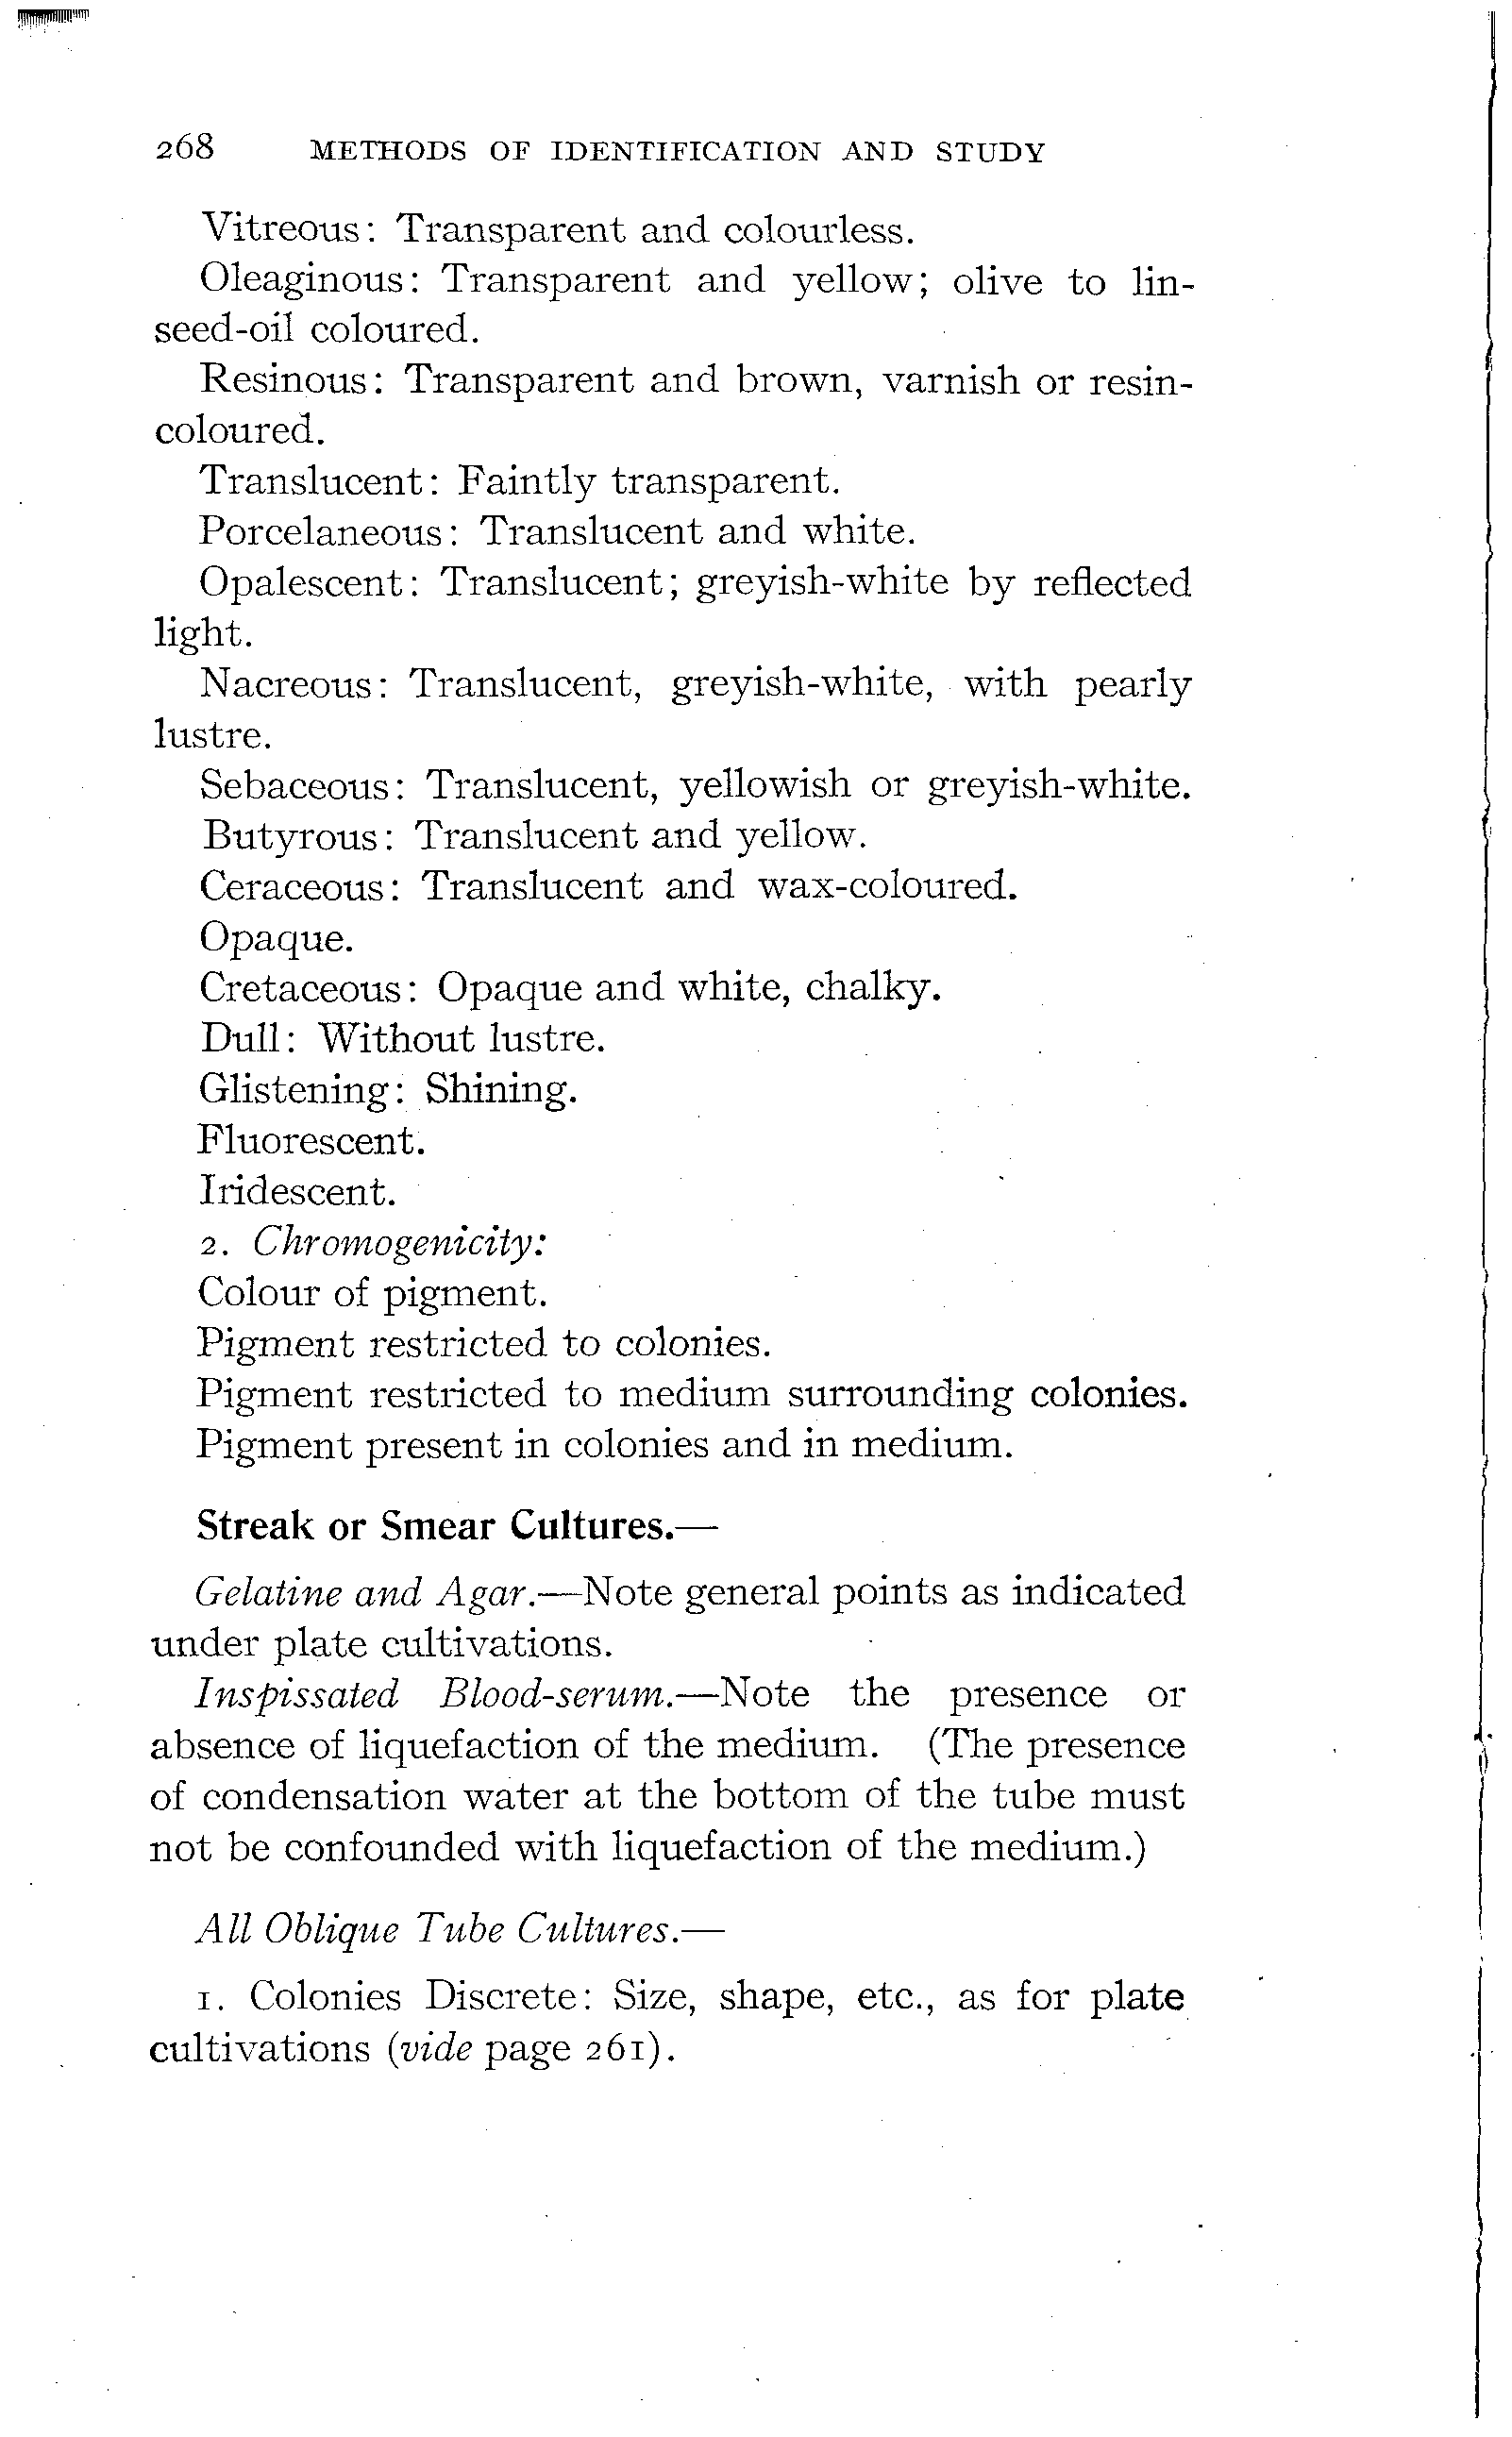 268 METHODS OF IDENTIFICATION AND STUDY
Vitreous: Transparent and colourless.
Oleaginous: Transparent and yellow; olive to lin-
seed-oil coloured.
Resinous: Transparent and brown, varnish or resin-
coloured.
Translucent: Faintly transparent.
Porcelaneous: Translucent and white.
Opalescent: Translucent; greyish-white by reflected
light.
Nacreous: Translucent, greyish-white, with pearly
lustre.
Sebaceous: Translucent, yellowish or greyish-white.
Butyrous: Translucent and yellow.
Ceraceous: Translucent and wax-coloured.
Opaque.
Cretaceous: Opaque and white, chalky.
Dull: Without lustre.
Glistening: Shining.
Fluorescent.
Iridescent.
2. Chromogenicity:
Colour of pigment.
Pigment restricted to colonies.
Pigment restricted to medium surrounding colonies.
Pigment present in colonies and in medium.
Streak or Smear Cultures.—
Gelatine and Agar.—Note general points as indicated
under plate cultivations.
Inspissated Blood-serum.—Note the presence or
absence of liquefaction of the medium. (The presence
of condensation water at the bottom of the tube must
not be confounded with liquefaction of the medium.)
All Oblique Tube Cultures.—
1. Colonies Discrete: Size, shape, etc., as for plate
cultivations (vide page 261).